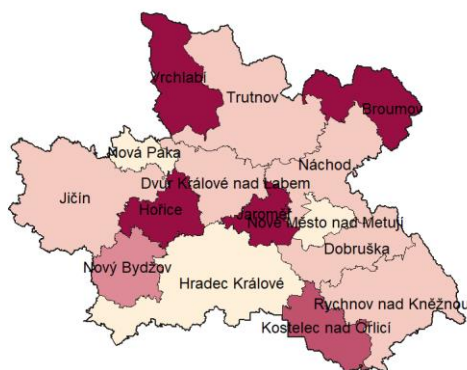 Vrchlabí
Trutnov
Broumov
Nová Paka
Náchod
Jičín
Dvůr Králové nad Labem
Hořice
Jaroměř
Nové Město nad Metují
Dobruška
Nový Bydžov
Hradec Králové
Rychnov nad Kněžnou
Kostelec nad Orlicí